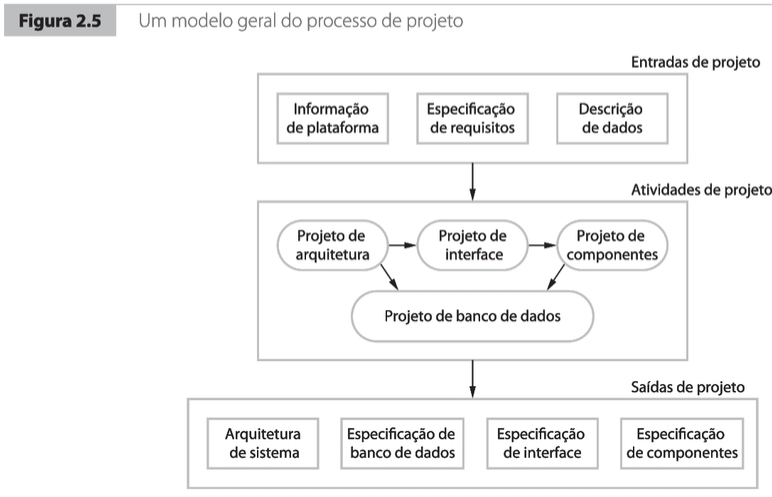 Figura 2.5 Um modelo geral do processo de projeto
Entradas de projeto
Informação
de plataforma
Especificação
de requisitos
Descrição
de dados
Atividades de projeto
Projeto de
arquitetura
Projeto de
interface
Projeto de
componentes
Projeto de banco de dados
Saídas de projeto
Arquitetura
de sistema
Especificação de
banco de dados
Especificação
de interface
Especificação
de componentes